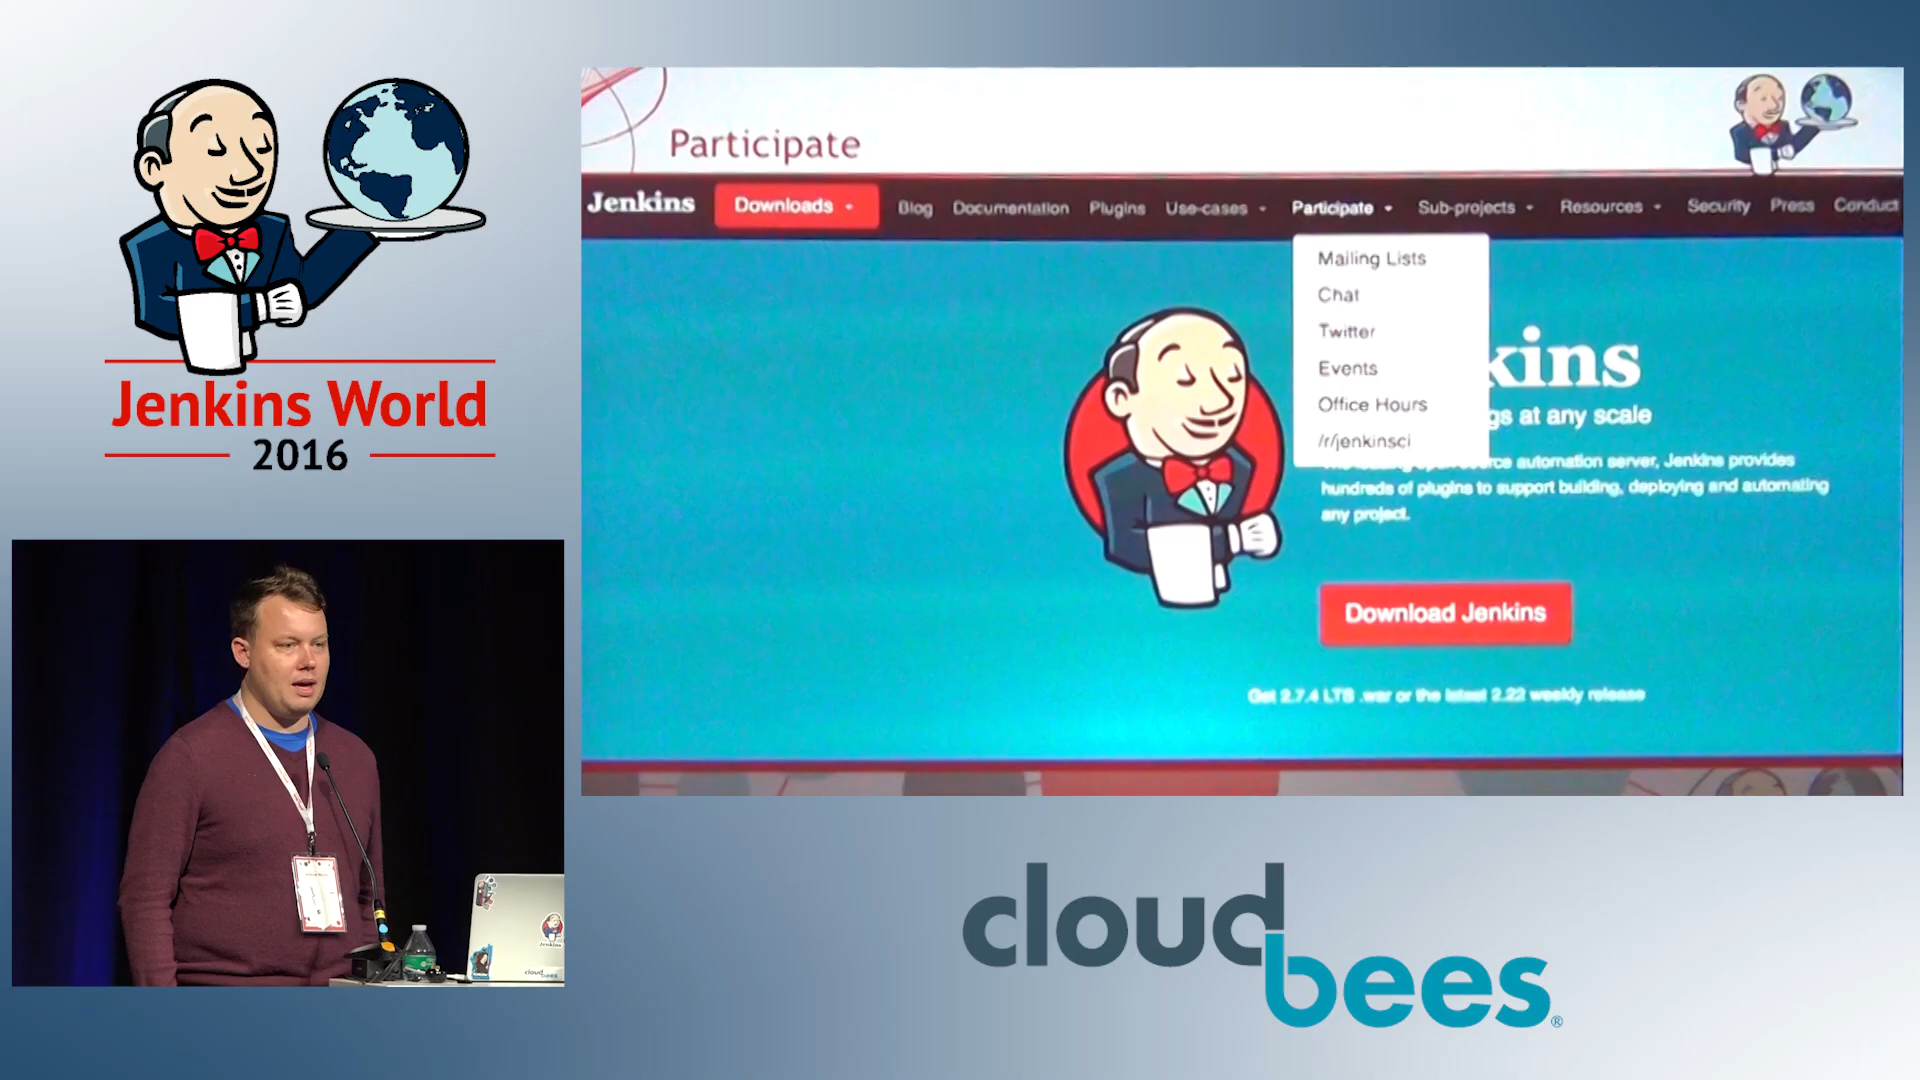 Jenkins World
2016
Participate
Jenkins
Downloads
Blog
Documentation
Plugins
Use-cases
Participate
Sub-projects
Resources
Security
Press
Conduct
Mailing Lists
Chat
Twitter
Events
Office Hours
/r/jenkinsci
kins
gs at any scale
automation server, Jenkins provides
hundreds of plugins to support building, deploying and automating
any project.
Download Jenkins
Get 2.7.4 LTS .war or the latest 2.22 weekly release
Jenkins
cloudbees
cloudbees®